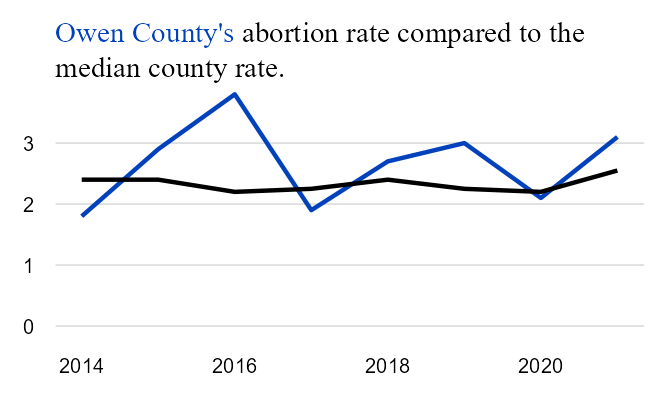 Owen County's abortion rate compared to the
median county rate.
3
2
1
0
2014 2016 2018 2020